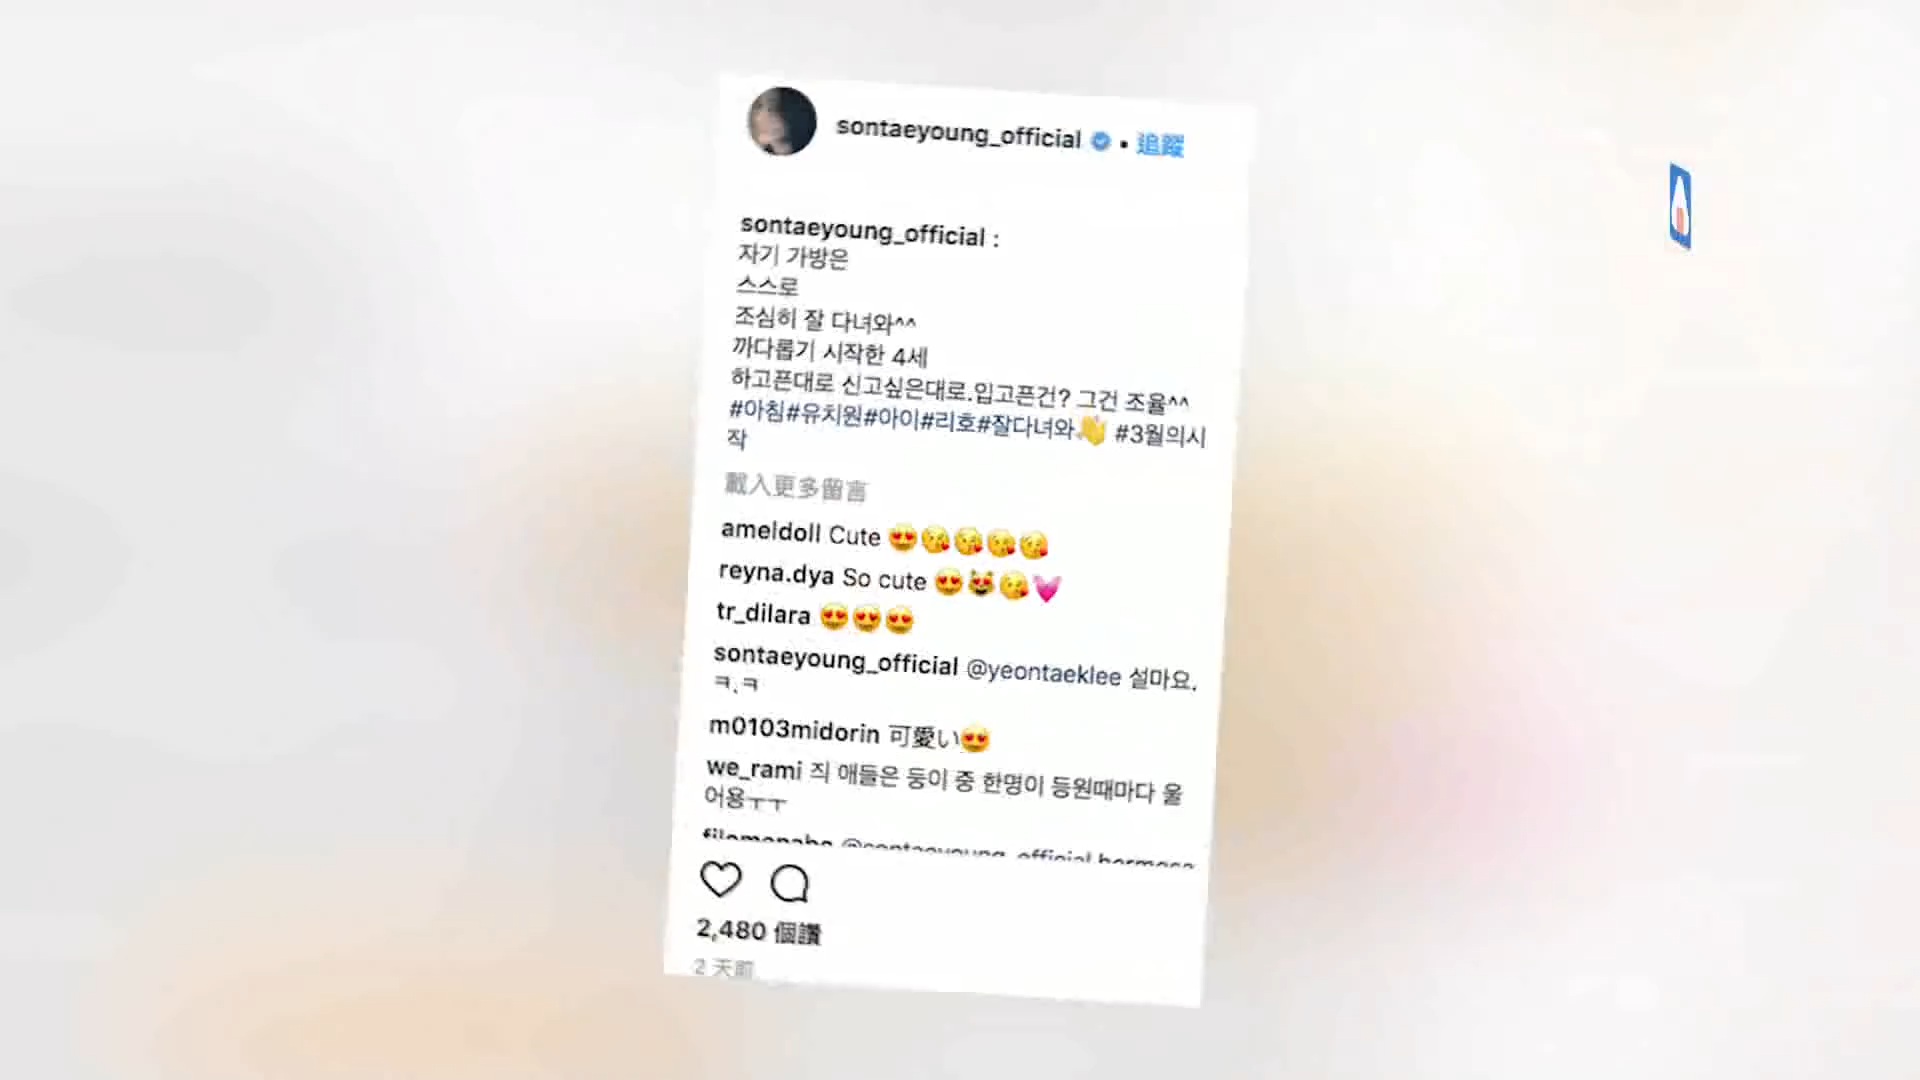 sontaeyoung_official • 追蹤
sontaeyoung_official :
자기 가방은
스스로
조심히 잘 다녀와^^
까다롭기 시작한 4세
하고픈대로 신고싶은대로.입고픈건? 그건 조율^^
#아침#유치원#아이#리호#잘다녀와👋 #3월의시
작
載入更多留言
ameldoll Cute 😍😘😘😘😘
reyna.dya So cute 😍😻😘💓
tr_dilara 😍😍😍
sontaeyoung_official @yeontaeklee 설마요.
ㅋ.ㅋ
m0103midorin 可愛い😍
we_rami 직 애들은 둥이 중 한명이 등원때마다 울
어용ㅜㅜ
filomenabo @sontaeyoung_official hermosa
2,480 個讚
2 天前